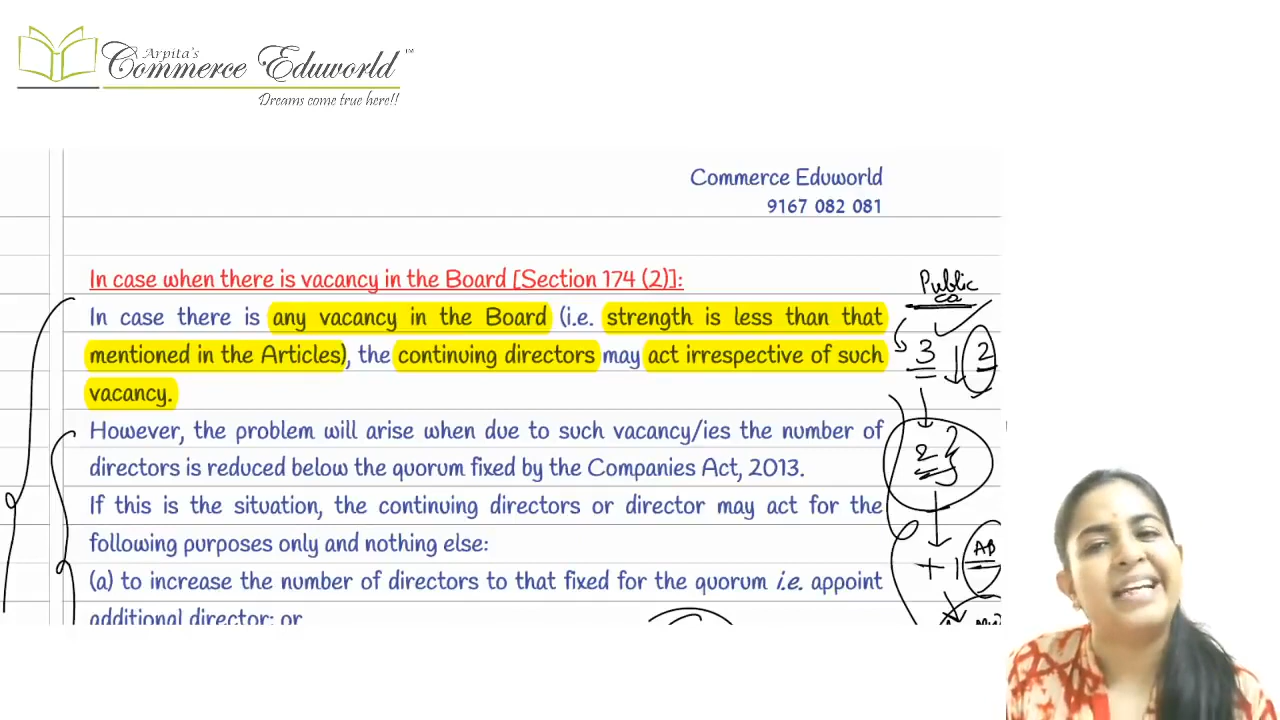 Arpita's
Commerce Eduworld™
Dreams come true here!!
Commerce Eduworld
9167 082 081
In case when there is vacancy in the Board [Section 174 (2)]:
In case there is any vacancy in the Board (i.e. strength is less than that
mentioned in the Articles), the continuing directors may act irrespective of such
vacancy.
However, the problem will arise when due to such vacancy/ies the number of
directors is reduced below the quorum fixed by the Companies Act, 2013.
If this is the situation, the continuing directors or director may act for the
following purposes only and nothing else:
(a) to increase the number of directors to that fixed for the quorum i.e. appoint
additional director; or
Public
co
3 2
2
+1